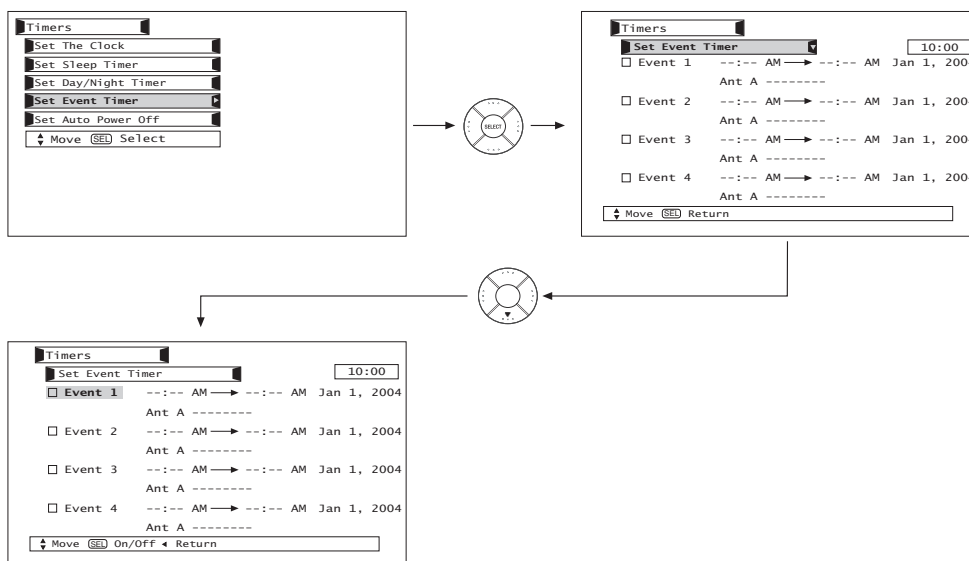 Timers
Set The Clock
Set Sleep Timer
Set Day/Night Timer
Set Event Timer
Set Auto Power Off
Move SEL Select
SELECT
Timers
Set Event Timer
10:00
Event 1 --:-- AM → --:-- AM Jan 1, 2004
Ant A --------
Event 2 --:-- AM → --:-- AM Jan 1, 2004
Ant A --------
Event 3 --:-- AM → --:-- AM Jan 1, 2004
Ant A --------
Event 4 --:-- AM → --:-- AM Jan 1, 2004
Ant A --------
Move SEL Return
Timers
Set Event Timer
10:00
Event 1 --:-- AM → --:-- AM Jan 1, 2004
Ant A --------
Event 2 --:-- AM → --:-- AM Jan 1, 2004
Ant A --------
Event 3 --:-- AM → --:-- AM Jan 1, 2004
Ant A --------
Event 4 --:-- AM → --:-- AM Jan 1, 2004
Ant A --------
Move SEL On/Off ◂ Return